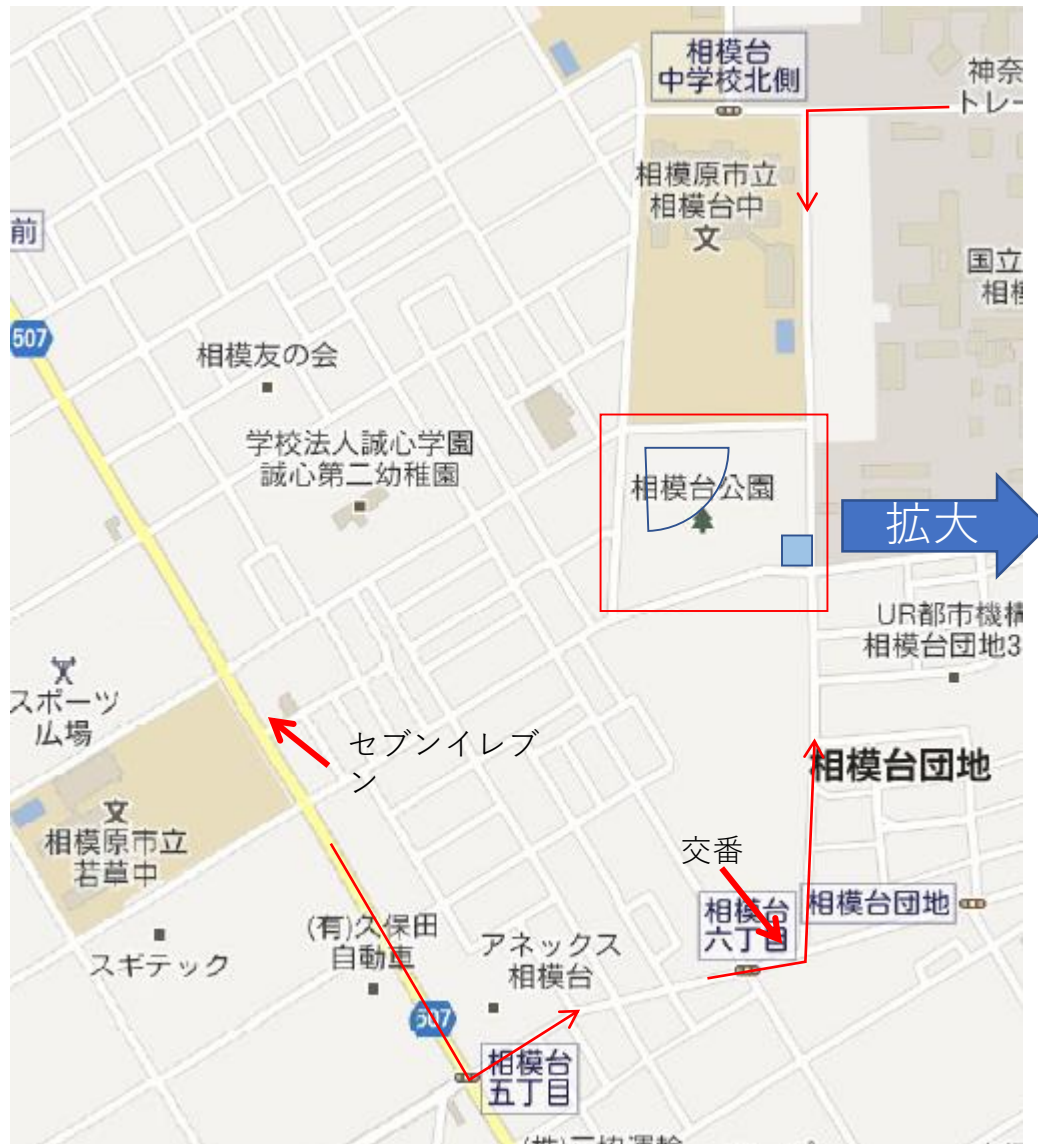 相模台
中学校北側
神奈
トレー
相模原市立
相模台中
文
前
国立
相模
507
相模友の会
学校法人誠心学園
誠心第二幼稚園
相模台公園
拡大
UR都市機構
相模台団地3
スポーツ
広場
セブンイレブ
ン
相模台団地
文
相模原市立
若草中
交番
相模台
六丁目
相模台団地
(有)久保田
自動車
アネックス
相模台
スギテック
507
相模台
五丁目